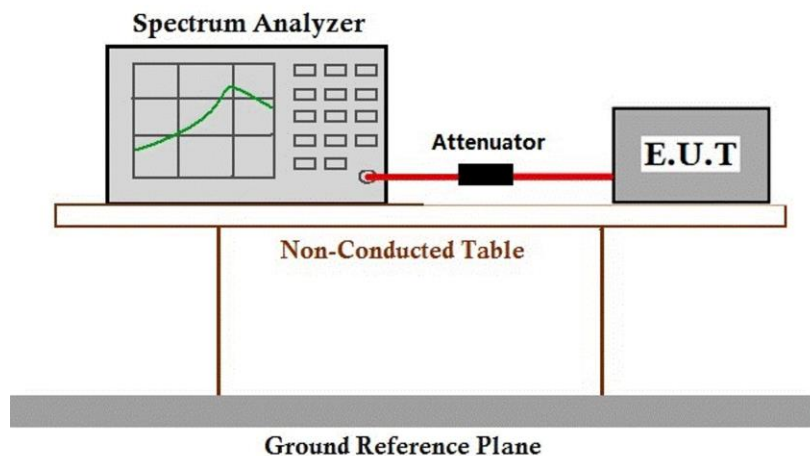 Spectrum Analyzer
Attenuator
E.U.T
Non-Conducted Table
Ground Reference Plane